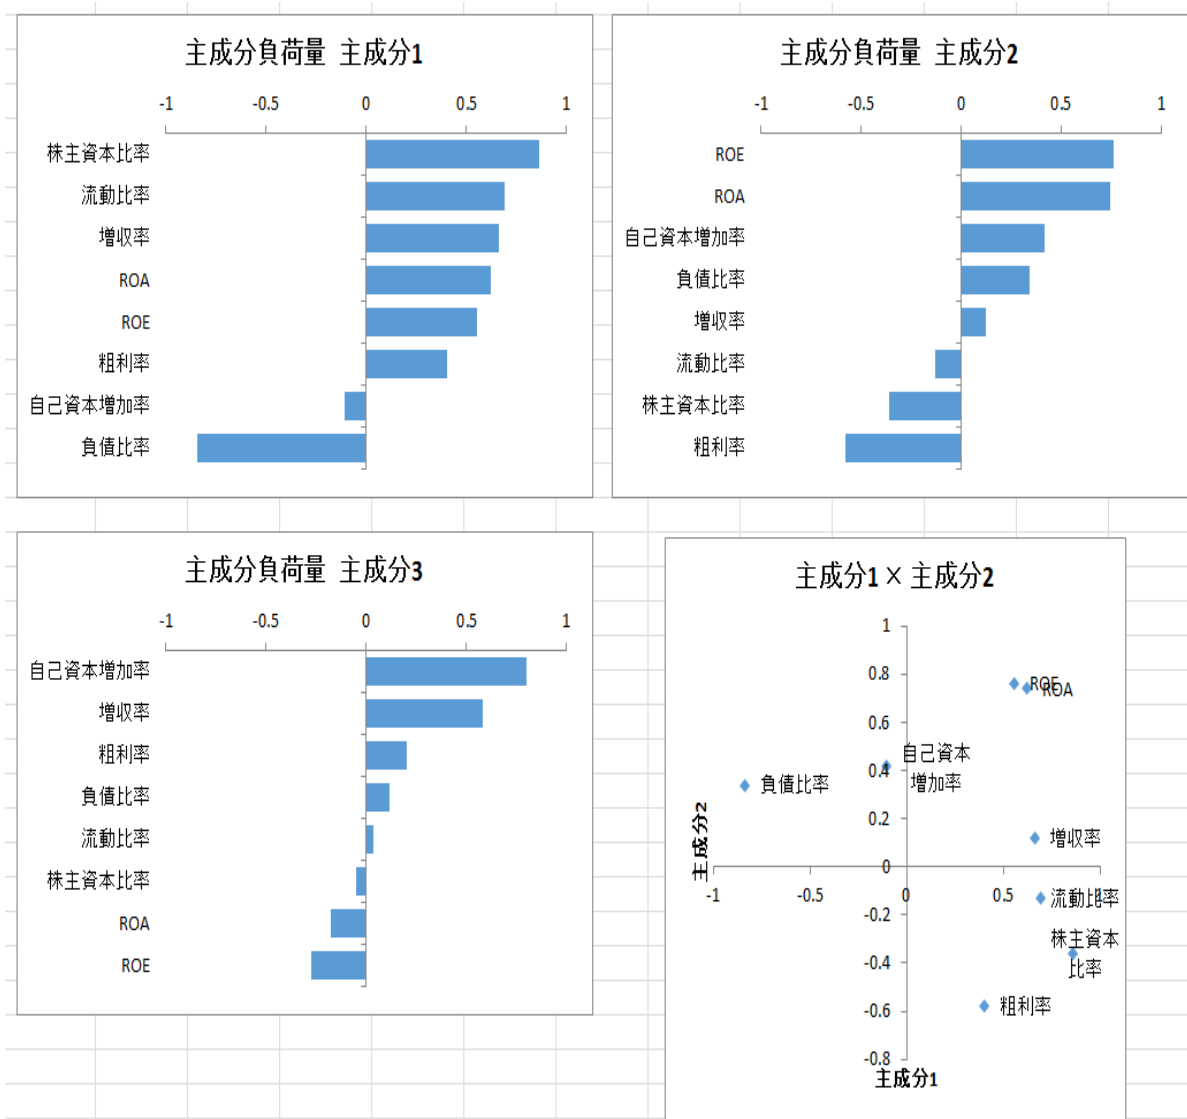 主成分負荷量 主成分1
-1 -0.5 0 0.5 1
株主資本比率
流動比率
増収率
ROA
ROE
粗利率
自己資本増加率
負債比率
主成分負荷量 主成分2
-1 -0.5 0 0.5 1
ROE
ROA
自己資本増加率
負債比率
増収率
流動比率
株主資本比率
粗利率
主成分負荷量 主成分3
-1 -0.5 0 0.5 1
自己資本増加率
増収率
粗利率
負債比率
流動比率
株主資本比率
ROA
ROE
主成分1 × 主成分2
1
0.8
ROE
ROA
0.6
自己資本
増加率
0.4
負債比率
0.2
増収率
主成分2
0
-1 -0.5 0 0.5 1
流動比率
-0.2
株主資本
比率
-0.4
-0.6
粗利率
-0.8
主成分1